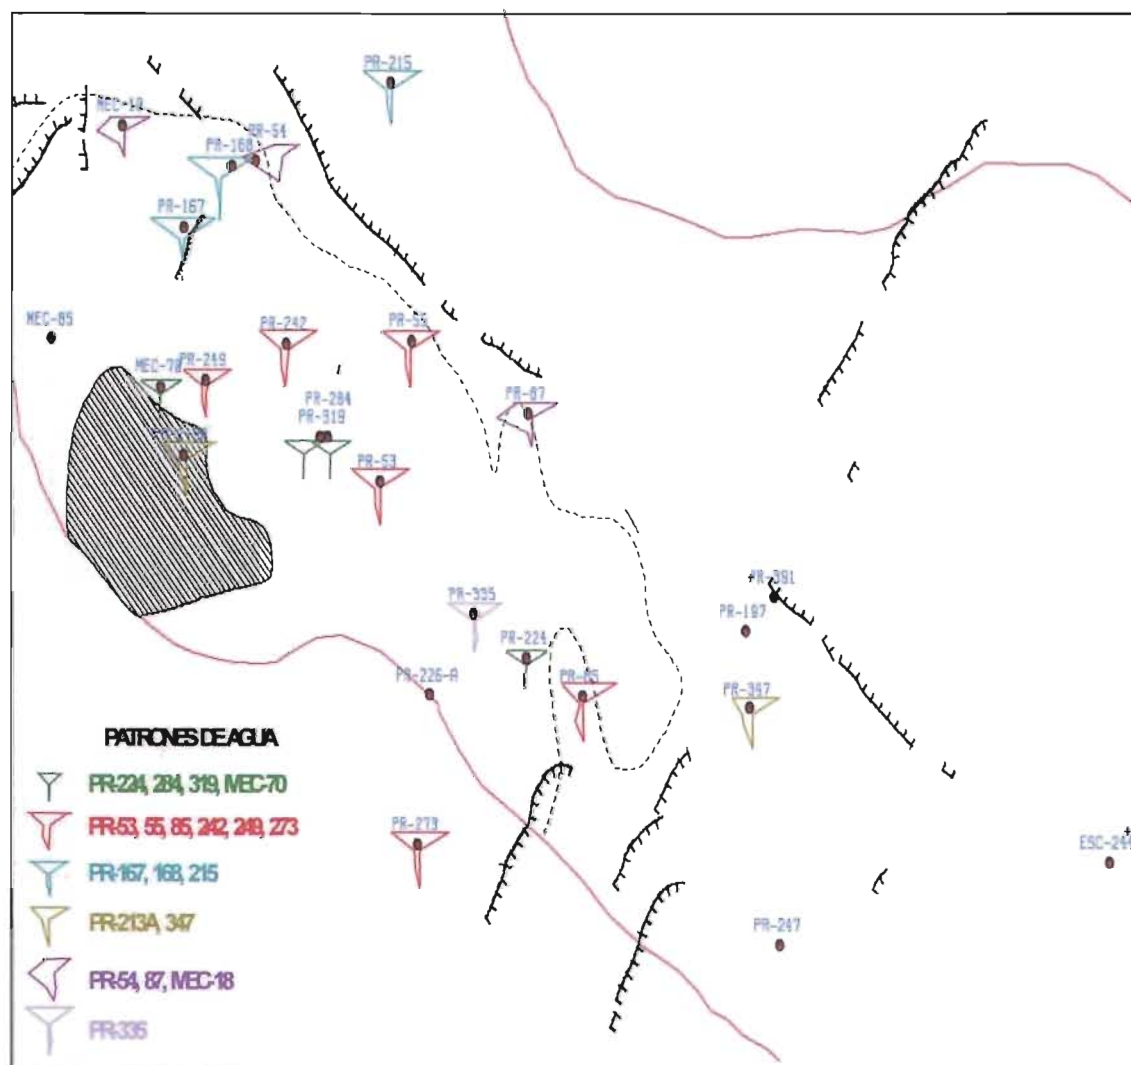 PR-215
MEC-18
PR-54
PR-168
PR-167
MEC-85
PR-242
PR-55
MEC-70
PR-249
PR-284
PR-319
PR-87
PR-53
PR-391
PR-335
PR-197
PR-224
PR-226-A
PR-85
PR-347
PATRONES DE AGUA
PR-224, 284, 319, MEC-70
PR-53, 55, 85, 242, 249, 273
PR-273
PR-167, 168, 215
ESC-244
PR-213A, 347
PR-247
PR-54, 87, MEC-18
PR-335